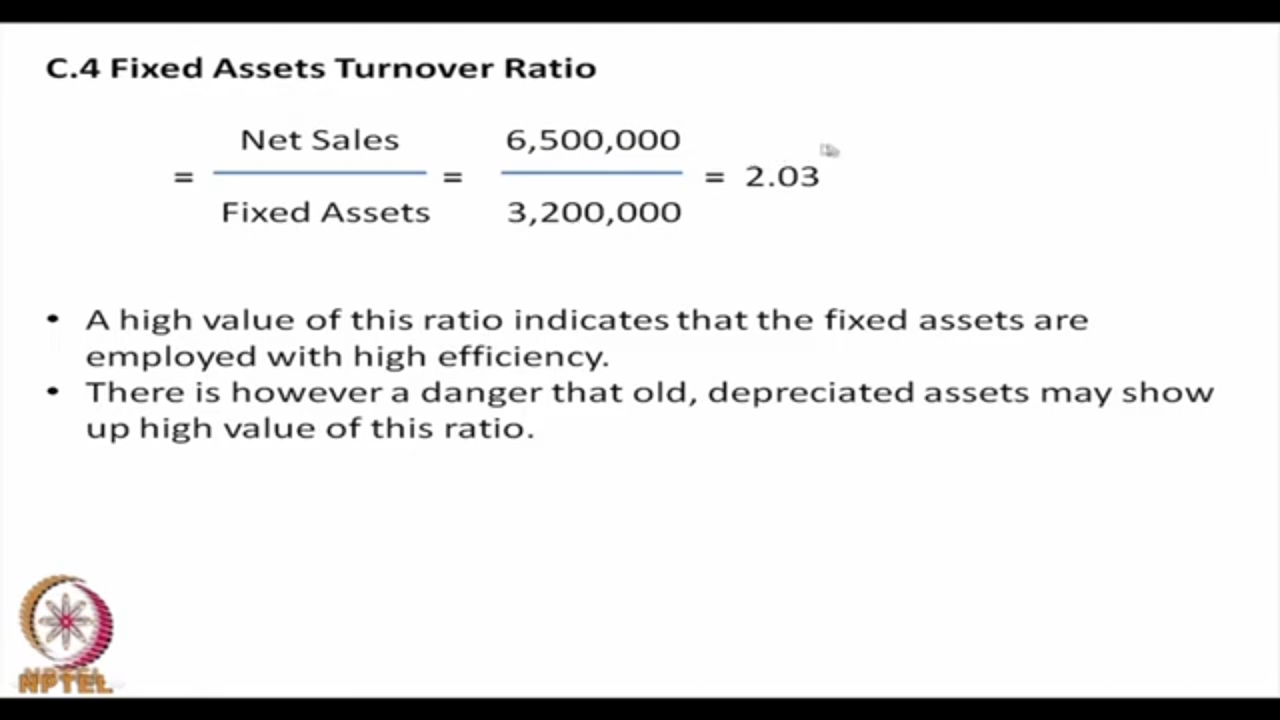 C.4 Fixed Assets Turnover Ratio
= Net Sales = 6,500,000 = 2.03
Fixed Assets 3,200,000
• A high value of this ratio indicates that the fixed assets are
employed with high efficiency.
• There is however a danger that old, depreciated assets may show
up high value of this ratio.
NPTEL